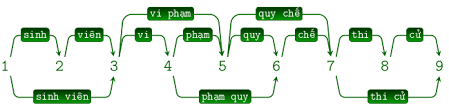 vi phạm quy chế
sinh viên vi phạm quy chế thi cử
1 2 3 4 5 6 7 8 9
sinh viên phạm quy thi cử